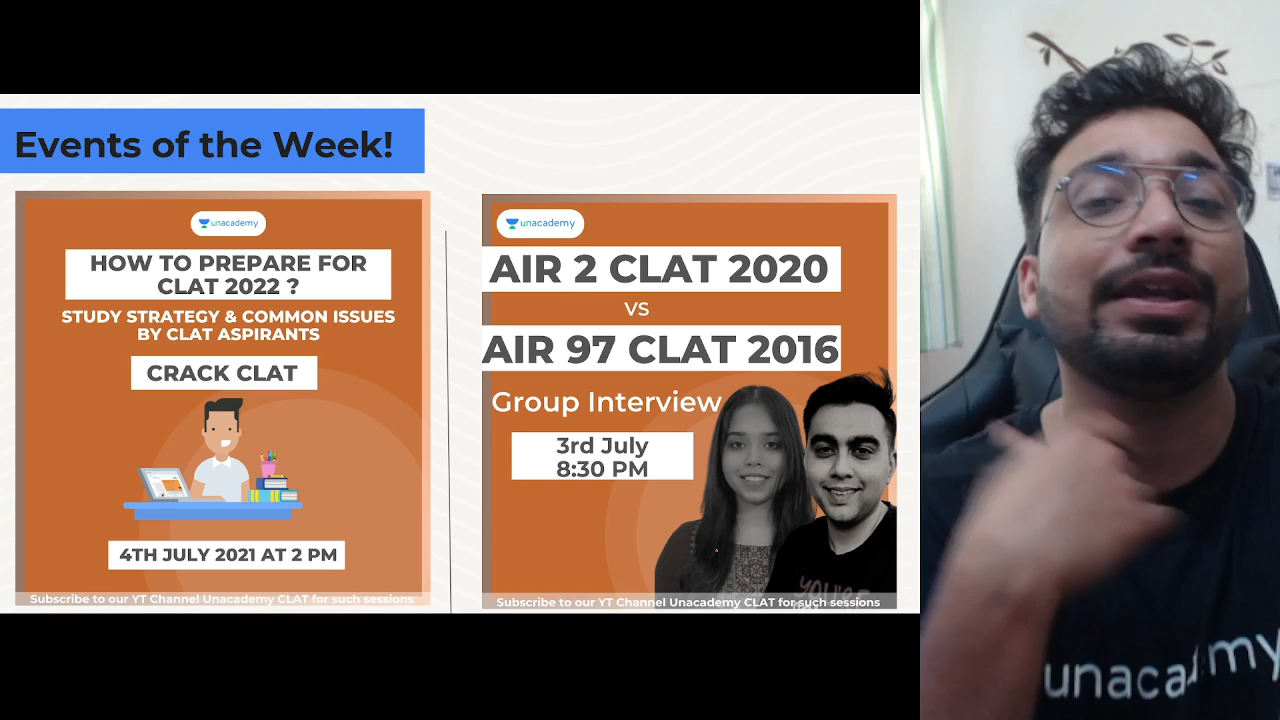 Events of the Week!
unacademy
HOW TO PREPARE FOR
CLAT 2022 ?
STUDY STRATEGY & COMMON ISSUES
BY CLAT ASPIRANTS
CRACK CLAT
4TH JULY 2021 AT 2 PM
Subscribe to our YT Channel Unacademy CLAT for such sessions
unacademy
AIR 2 CLAT 2020
VS
AIR 97 CLAT 2016
Group Interview
3rd July
8:30 PM
Subscribe to our YT Channel Unacademy CLAT for such sessions
unacademy